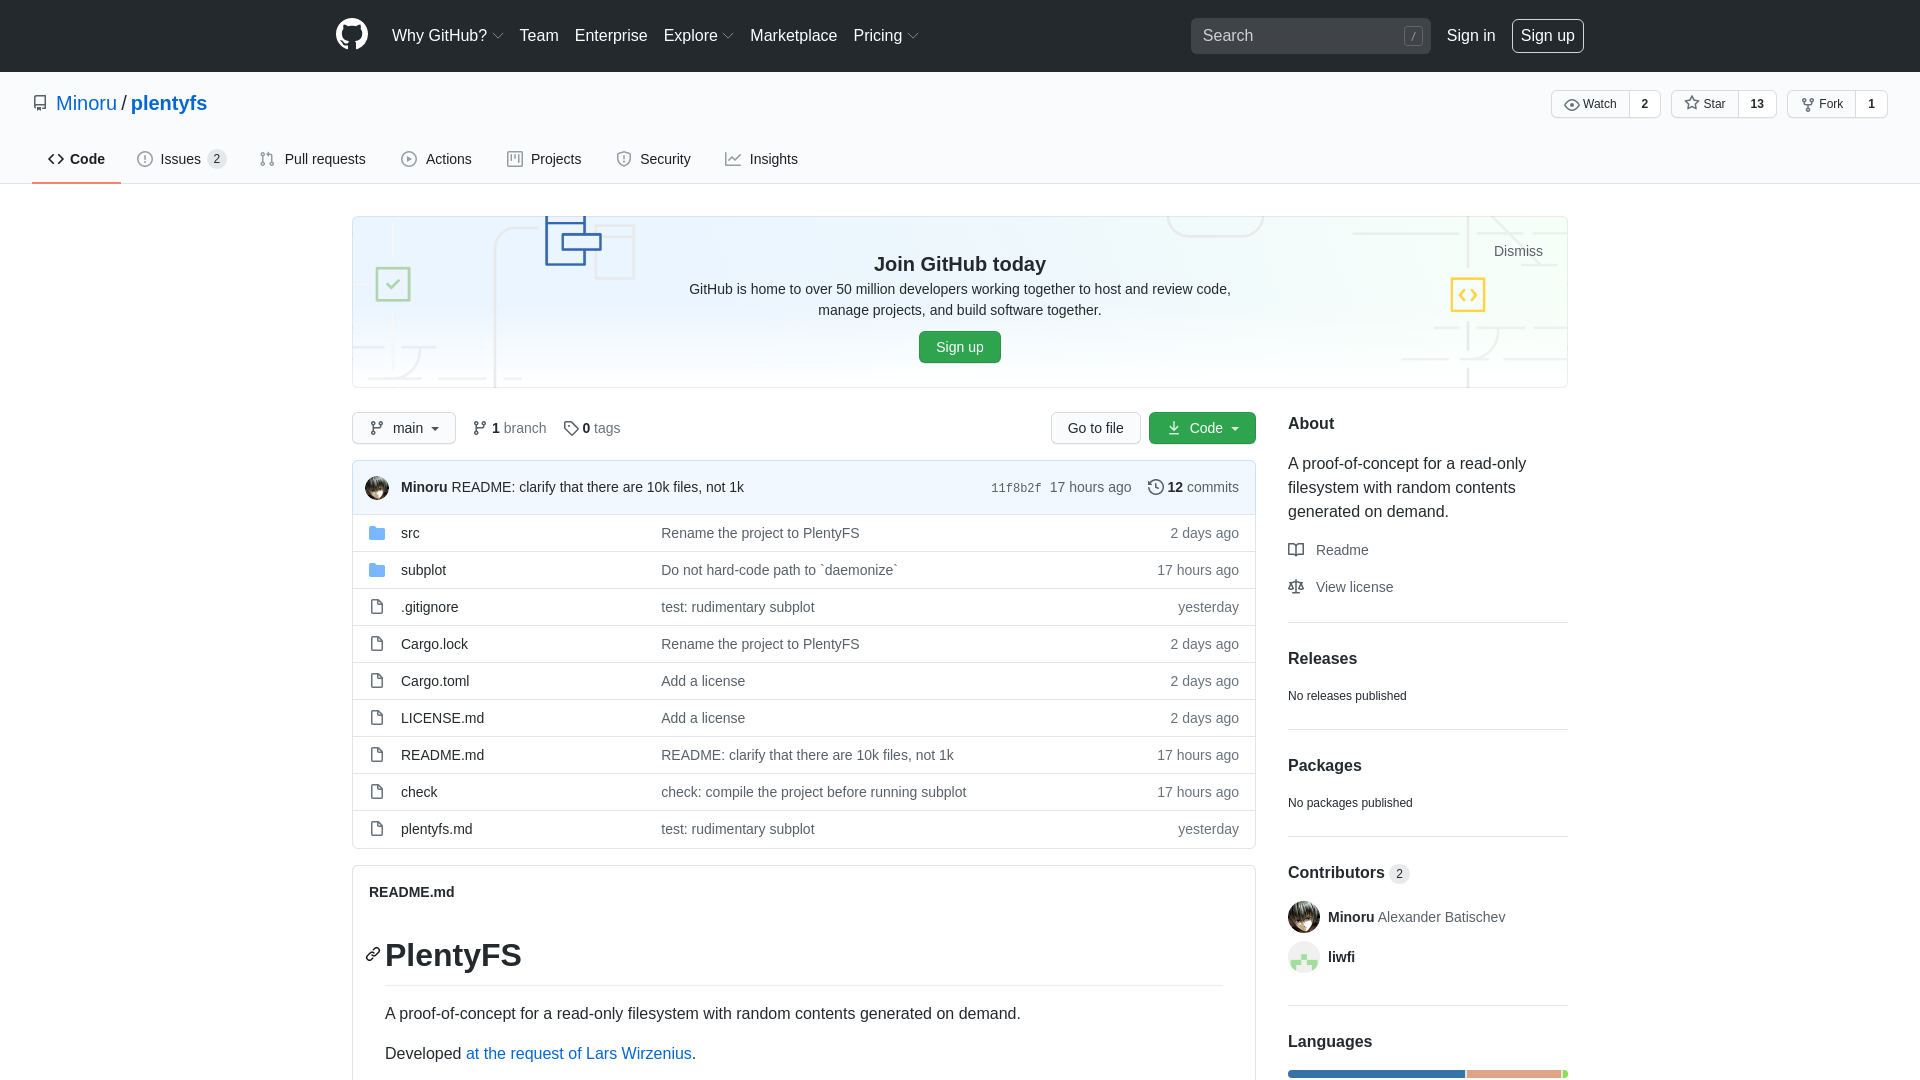 Why GitHub? Team Enterprise Explore Marketplace Pricing Search / Sign in Sign up
Minoru / plentyfs Watch 2 Star 13 Fork 1
Code Issues 2 Pull requests Actions Projects Security Insights
Dismiss
Join GitHub today
GitHub is home to over 50 million developers working together to host and review code,
manage projects, and build software together.
Sign up
main 1 branch 0 tags Go to file Code
Minoru README: clarify that there are 10k files, not 1k 11f8b2f 17 hours ago 12 commits
src Rename the project to PlentyFS 2 days ago
subplot Do not hard-code path to `daemonize` 17 hours ago
.gitignore test: rudimentary subplot yesterday
Cargo.lock Rename the project to PlentyFS 2 days ago
Cargo.toml Add a license 2 days ago
LICENSE.md Add a license 2 days ago
README.md README: clarify that there are 10k files, not 1k 17 hours ago
check check: compile the project before running subplot 17 hours ago
plentyfs.md test: rudimentary subplot yesterday
README.md
PlentyFS
A proof-of-concept for a read-only filesystem with random contents generated on demand.
Developed at the request of Lars Wirzenius.
About
A proof-of-concept for a read-only
filesystem with random contents
generated on demand.
Readme
View license
Releases
No releases published
Packages
No packages published
Contributors 2
Minoru Alexander Batischev
liwfi
Languages